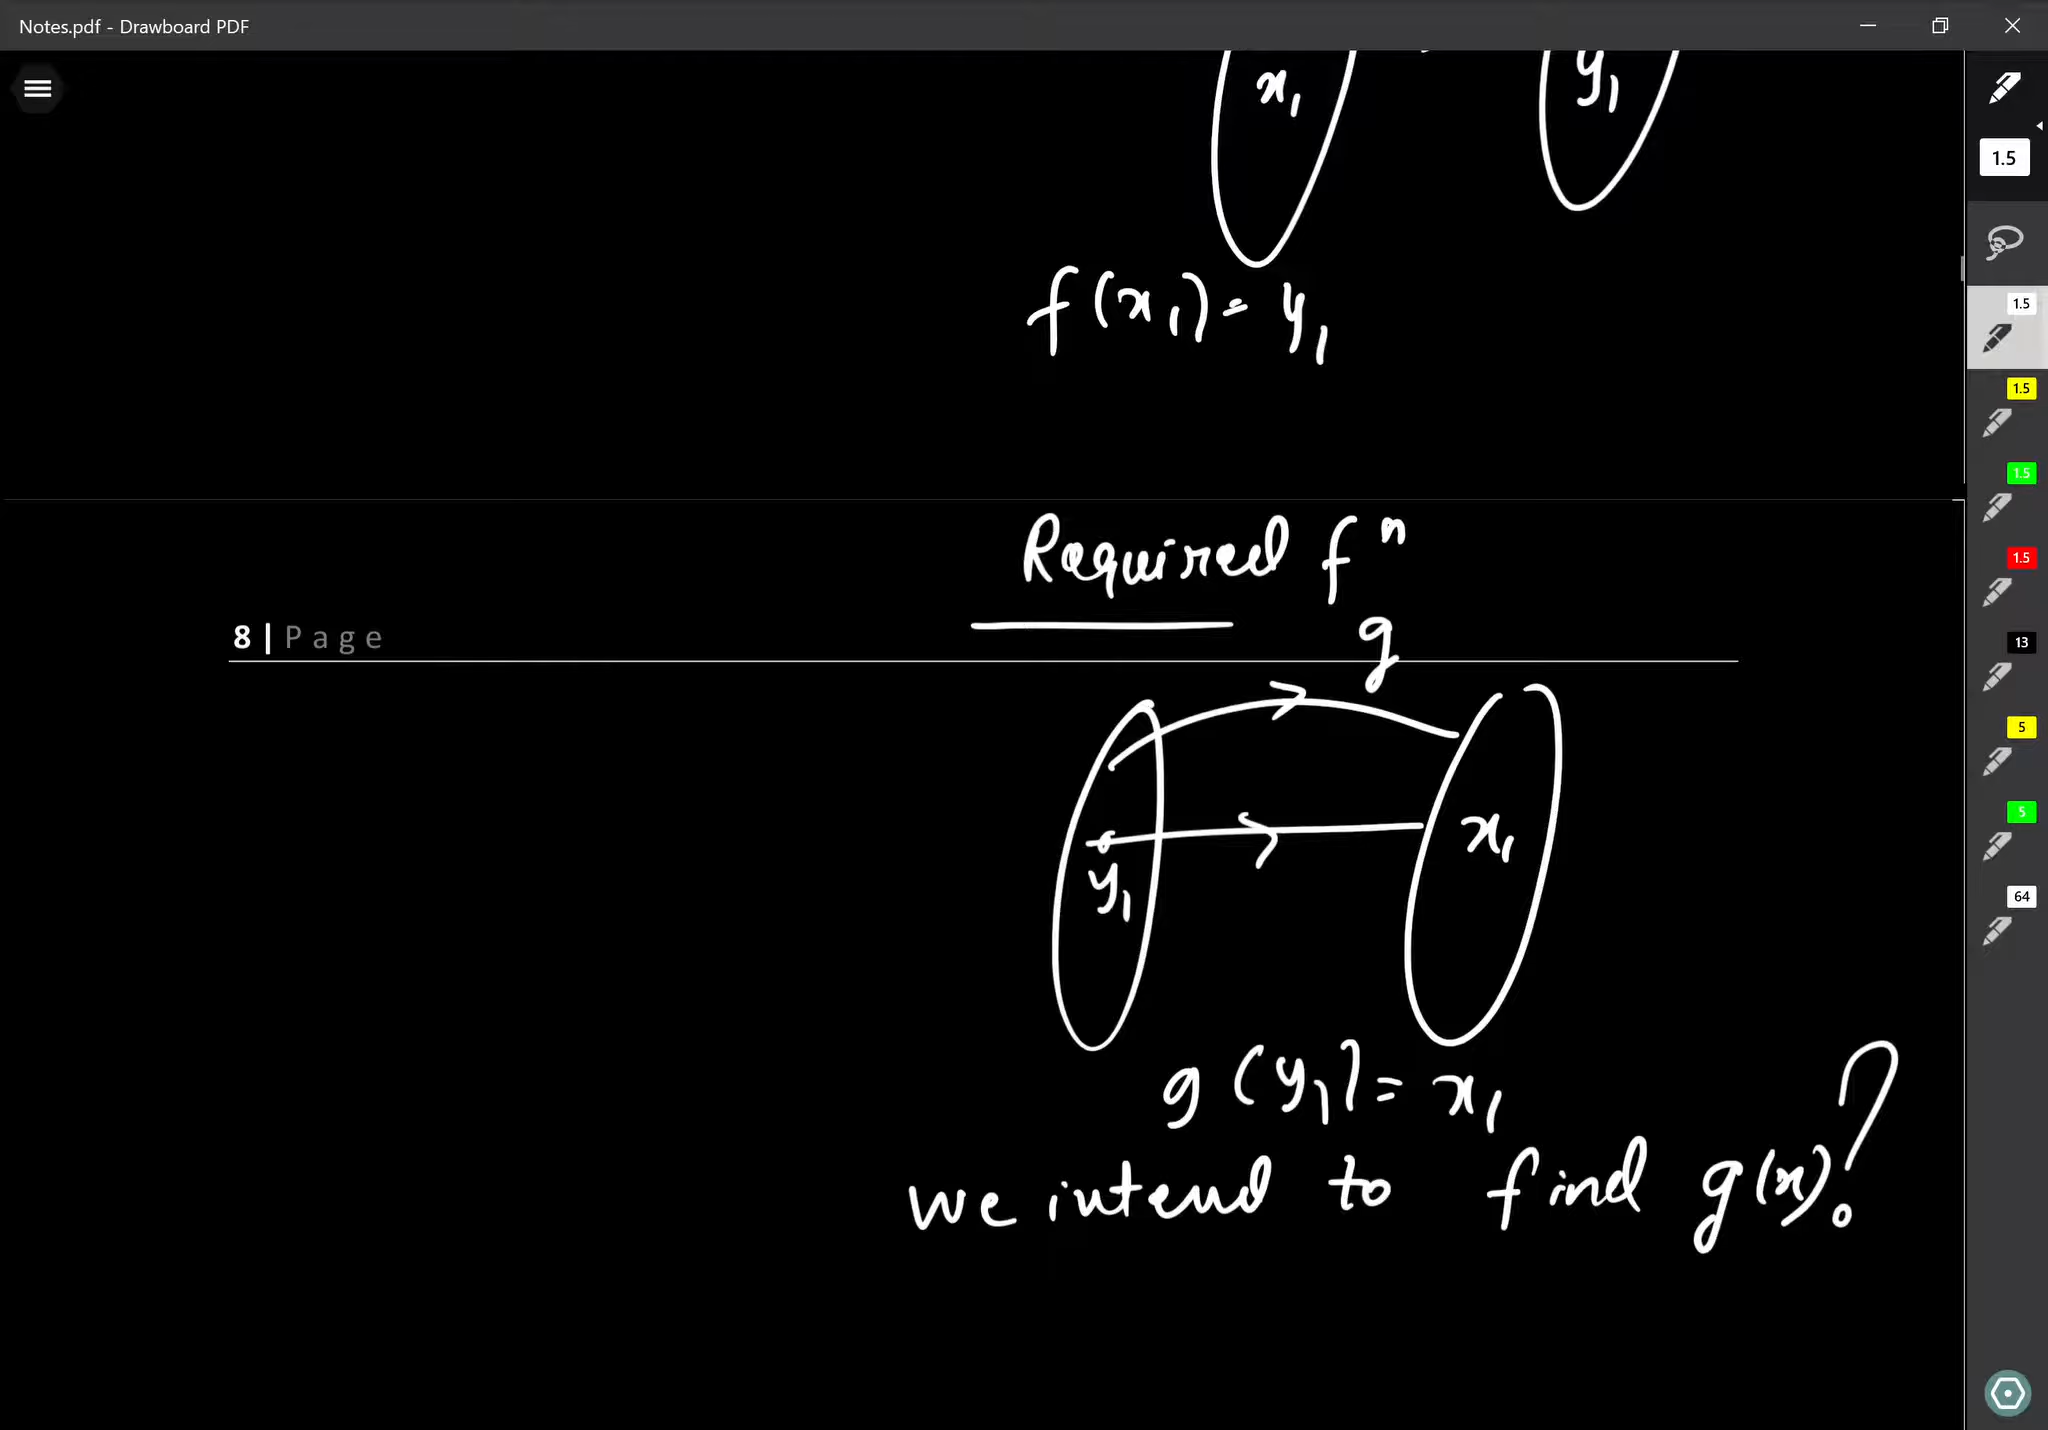 Notes.pdf - Drawboard PDF
x₁ y₁
1.5
f(x₁) = y₁
1.5
1.5
1.5
1.5
Required fⁿ
8 | Page
g
13
5
x₁
5
y₁
64
g(y₁) = x₁
we intend to find g(x)?